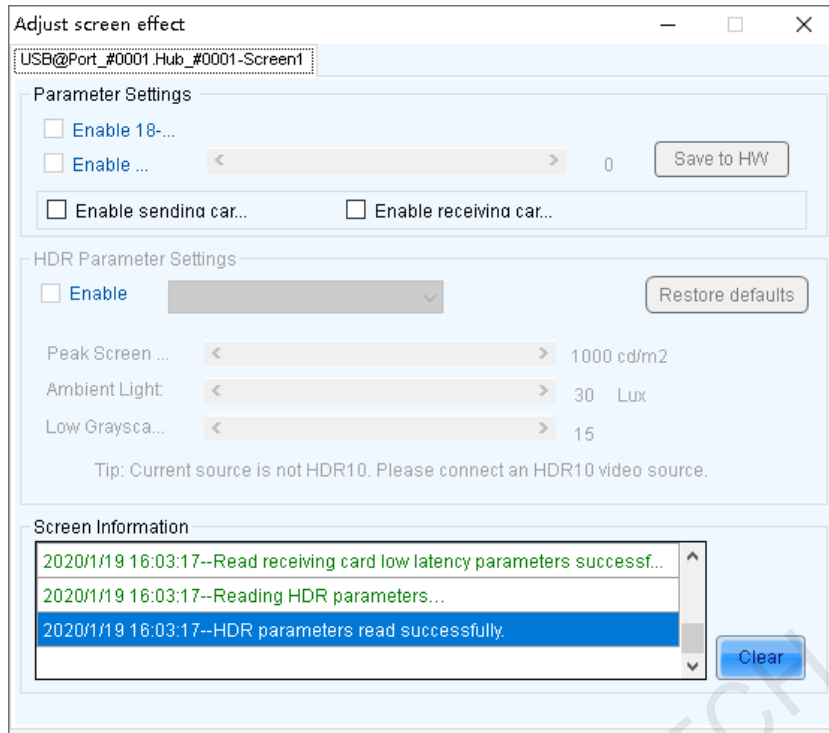 Adjust screen effect
USB@Port_#0001.Hub_#0001-Screen1
Parameter Settings
Enable 18-...
Enable ... 0 Save to HW
Enable sending car... Enable receiving car...
HDR Parameter Settings
Enable Restore defaults
Peak Screen ... 1000 cd/m2
Ambient Light: 30 Lux
Low Graysca... 15
Tip: Current source is not HDR10. Please connect an HDR10 video source.
Screen Information
2020/1/19 16:03:17--Read receiving card low latency parameters successf...
2020/1/19 16:03:17--Reading HDR parameters...
2020/1/19 16:03:17--HDR parameters read successfully.
Clear